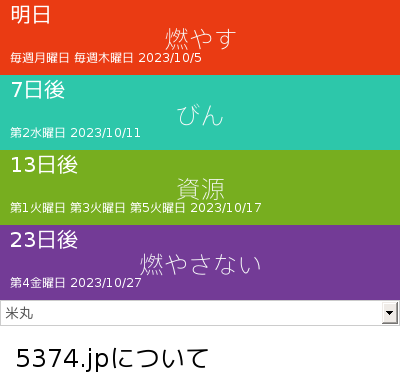 明日
燃やす
毎週月曜日 毎週木曜日 2023/10/5
7日後
びん
第2水曜日 2023/10/11
13日後
資源
第1火曜日 第3火曜日 第5火曜日 2023/10/17
23日後
燃やさない
第4金曜日 2023/10/27
米丸
5374.jpについて